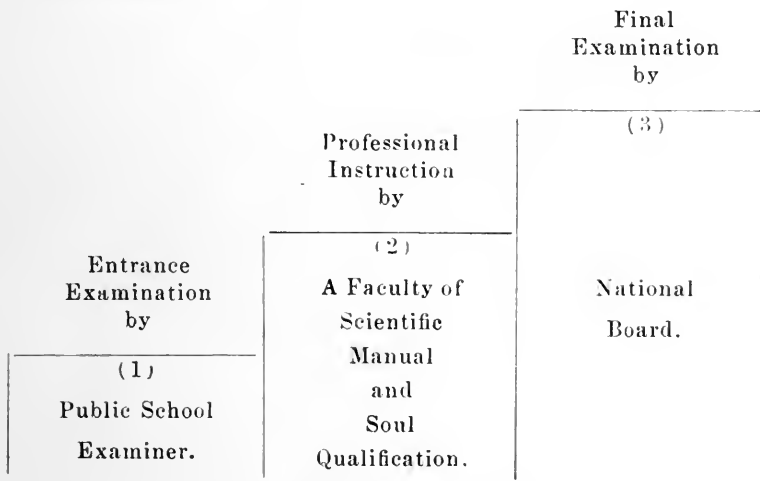 Entrance
Examination
by
(1)
Public School
Examiner.
Professional
Instruction
by
(2)
A Faculty of
Scientific
Manual
and
Soul
Qualification.
Final
Examination
by
(3)
National
Board.